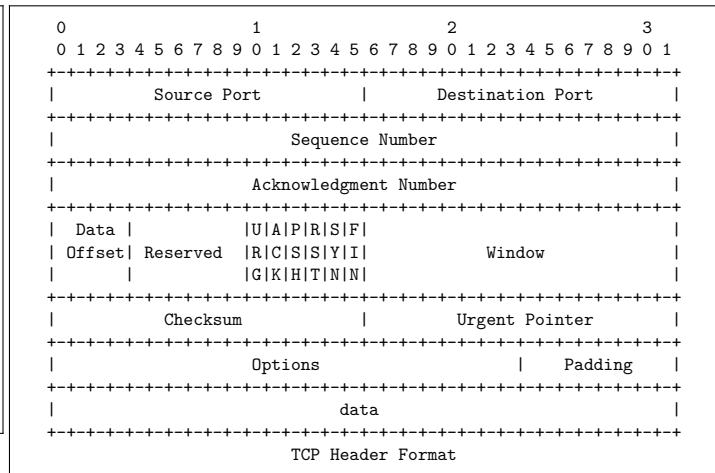 0                   1                   2                   3
 0 1 2 3 4 5 6 7 8 9 0 1 2 3 4 5 6 7 8 9 0 1 2 3 4 5 6 7 8 9 0 1
+-+-+-+-+-+-+-+-+-+-+-+-+-+-+-+-+-+-+-+-+-+-+-+-+-+-+-+-+-+-+-+-+
|          Source Port          |       Destination Port        |
+-+-+-+-+-+-+-+-+-+-+-+-+-+-+-+-+-+-+-+-+-+-+-+-+-+-+-+-+-+-+-+-+
|                        Sequence Number                        |
+-+-+-+-+-+-+-+-+-+-+-+-+-+-+-+-+-+-+-+-+-+-+-+-+-+-+-+-+-+-+-+-+
|                    Acknowledgment Number                      |
+-+-+-+-+-+-+-+-+-+-+-+-+-+-+-+-+-+-+-+-+-+-+-+-+-+-+-+-+-+-+-+-+
|  Data |           |U|A|P|R|S|F|                               |
| Offset| Reserved  |R|C|S|S|Y|I|            Window             |
|       |           |G|K|H|T|N|N|                               |
+-+-+-+-+-+-+-+-+-+-+-+-+-+-+-+-+-+-+-+-+-+-+-+-+-+-+-+-+-+-+-+-+
|           Checksum            |         Urgent Pointer        |
+-+-+-+-+-+-+-+-+-+-+-+-+-+-+-+-+-+-+-+-+-+-+-+-+-+-+-+-+-+-+-+-+
|                    Options                    |    Padding    |
+-+-+-+-+-+-+-+-+-+-+-+-+-+-+-+-+-+-+-+-+-+-+-+-+-+-+-+-+-+-+-+-+
|                             data                              |
+-+-+-+-+-+-+-+-+-+-+-+-+-+-+-+-+-+-+-+-+-+-+-+-+-+-+-+-+-+-+-+-+
                        TCP Header Format